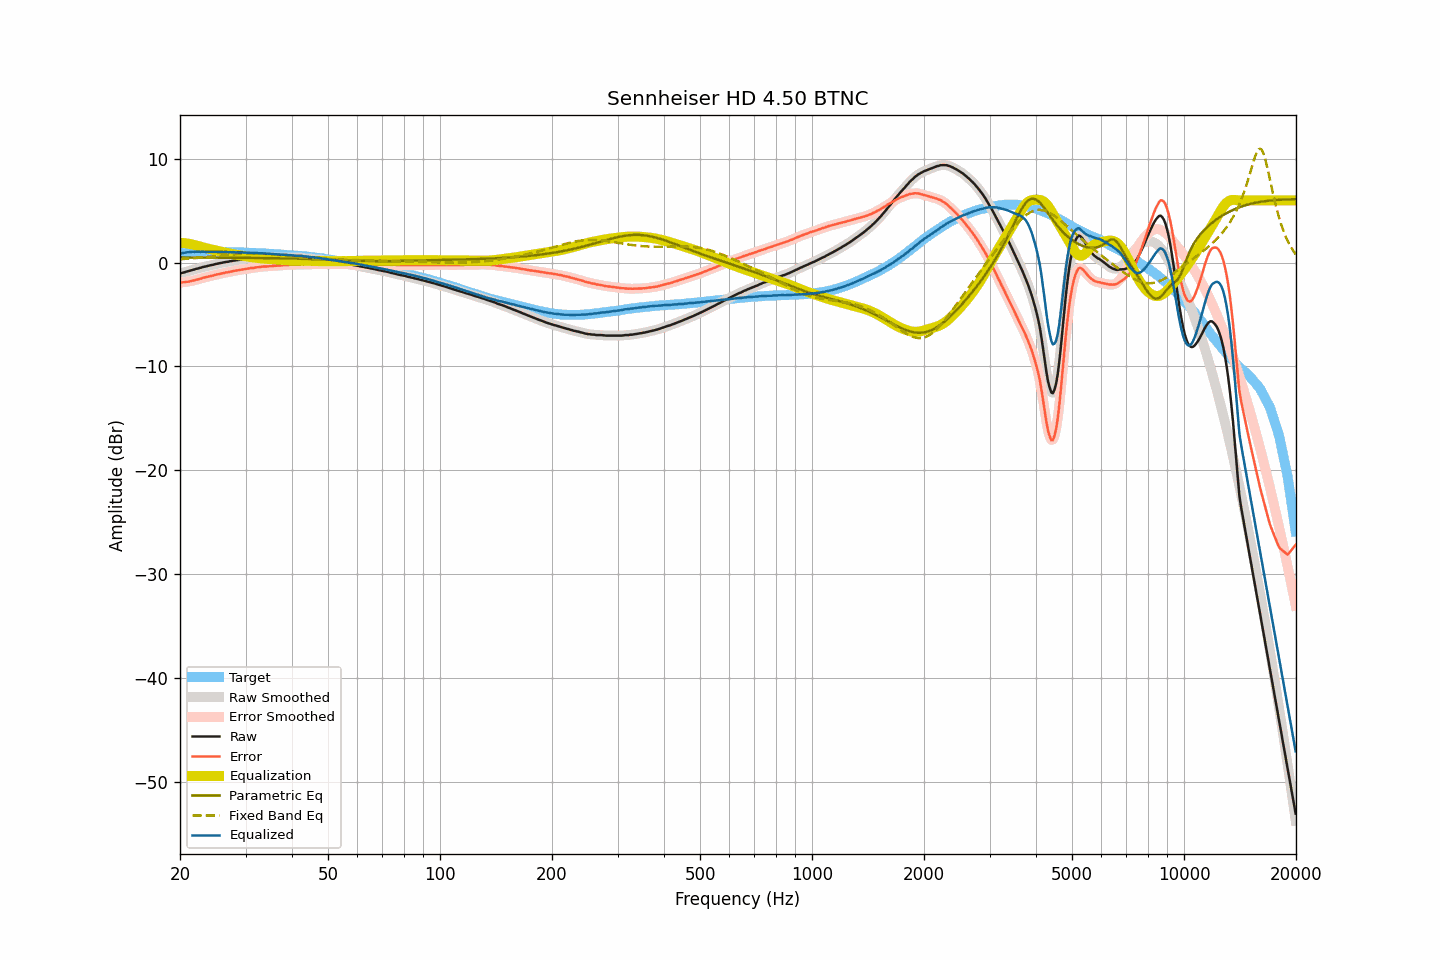 Sennheiser HD 4.50 BTNC
10
0
−10
−20
−30
−40
−50
Amplitude (dBr)
Target
Raw Smoothed
Error Smoothed
Raw
Error
Equalization
Parametric Eq
Fixed Band Eq
Equalized
20 50 100 200 500 1000 2000 5000 10000 20000
Frequency (Hz)